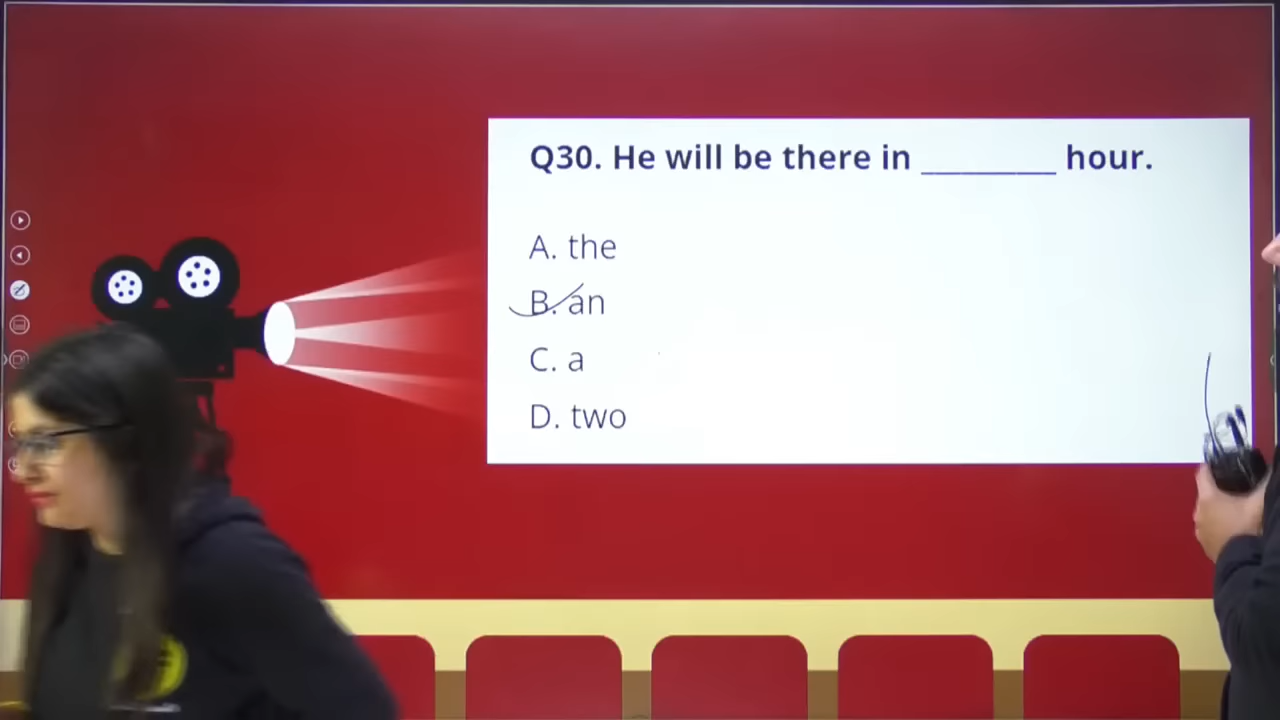 Q30. He will be there in ________ hour.
A. the
B. an
C. a
D. two